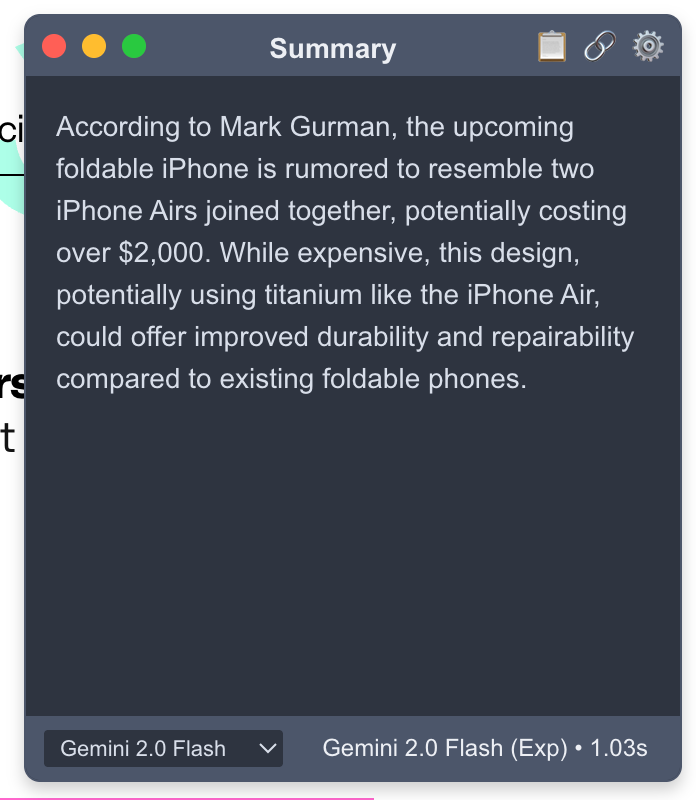 Summary
According to Mark Gurman, the upcoming
foldable iPhone is rumored to resemble two
iPhone Airs joined together, potentially costing
over $2,000. While expensive, this design,
potentially using titanium like the iPhone Air,
could offer improved durability and repairability
compared to existing foldable phones.
ci
rs
t
Gemini 2.0 Flash
Gemini 2.0 Flash (Exp) • 1.03s